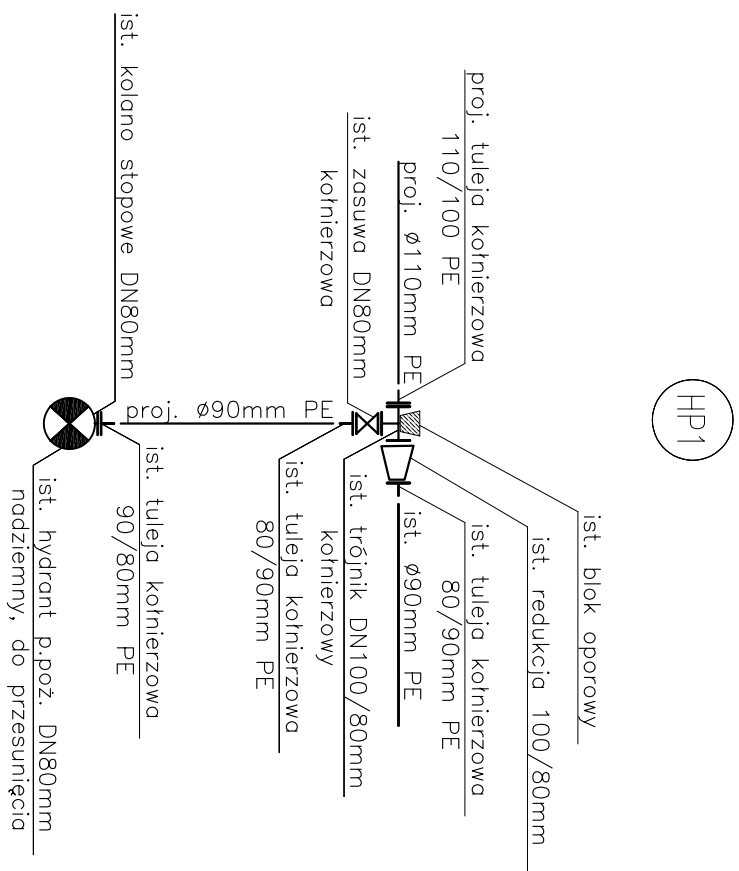 HP1
ist. blok oporowy
ist. redukcja 100/80mm
proj. tuleja kołnierzowa
110/100 PE
ist. tuleja kołnierzowa
80/90mm PE
proj. ø110mm PE
ist. ø90mm PE
ist. zasuwa DN80mm
kołnierzowa
ist. trójnik DN100/80mm
kołnierzowy
ist. tuleja kołnierzowa
80/90mm PE
proj. ø90mm PE
ist. kolano stopowe DN80mm
ist. tuleja kołnierzowa
90/80mm PE
ist. hydrant p.poż. DN80mm
nadziemny, do przesunięcia